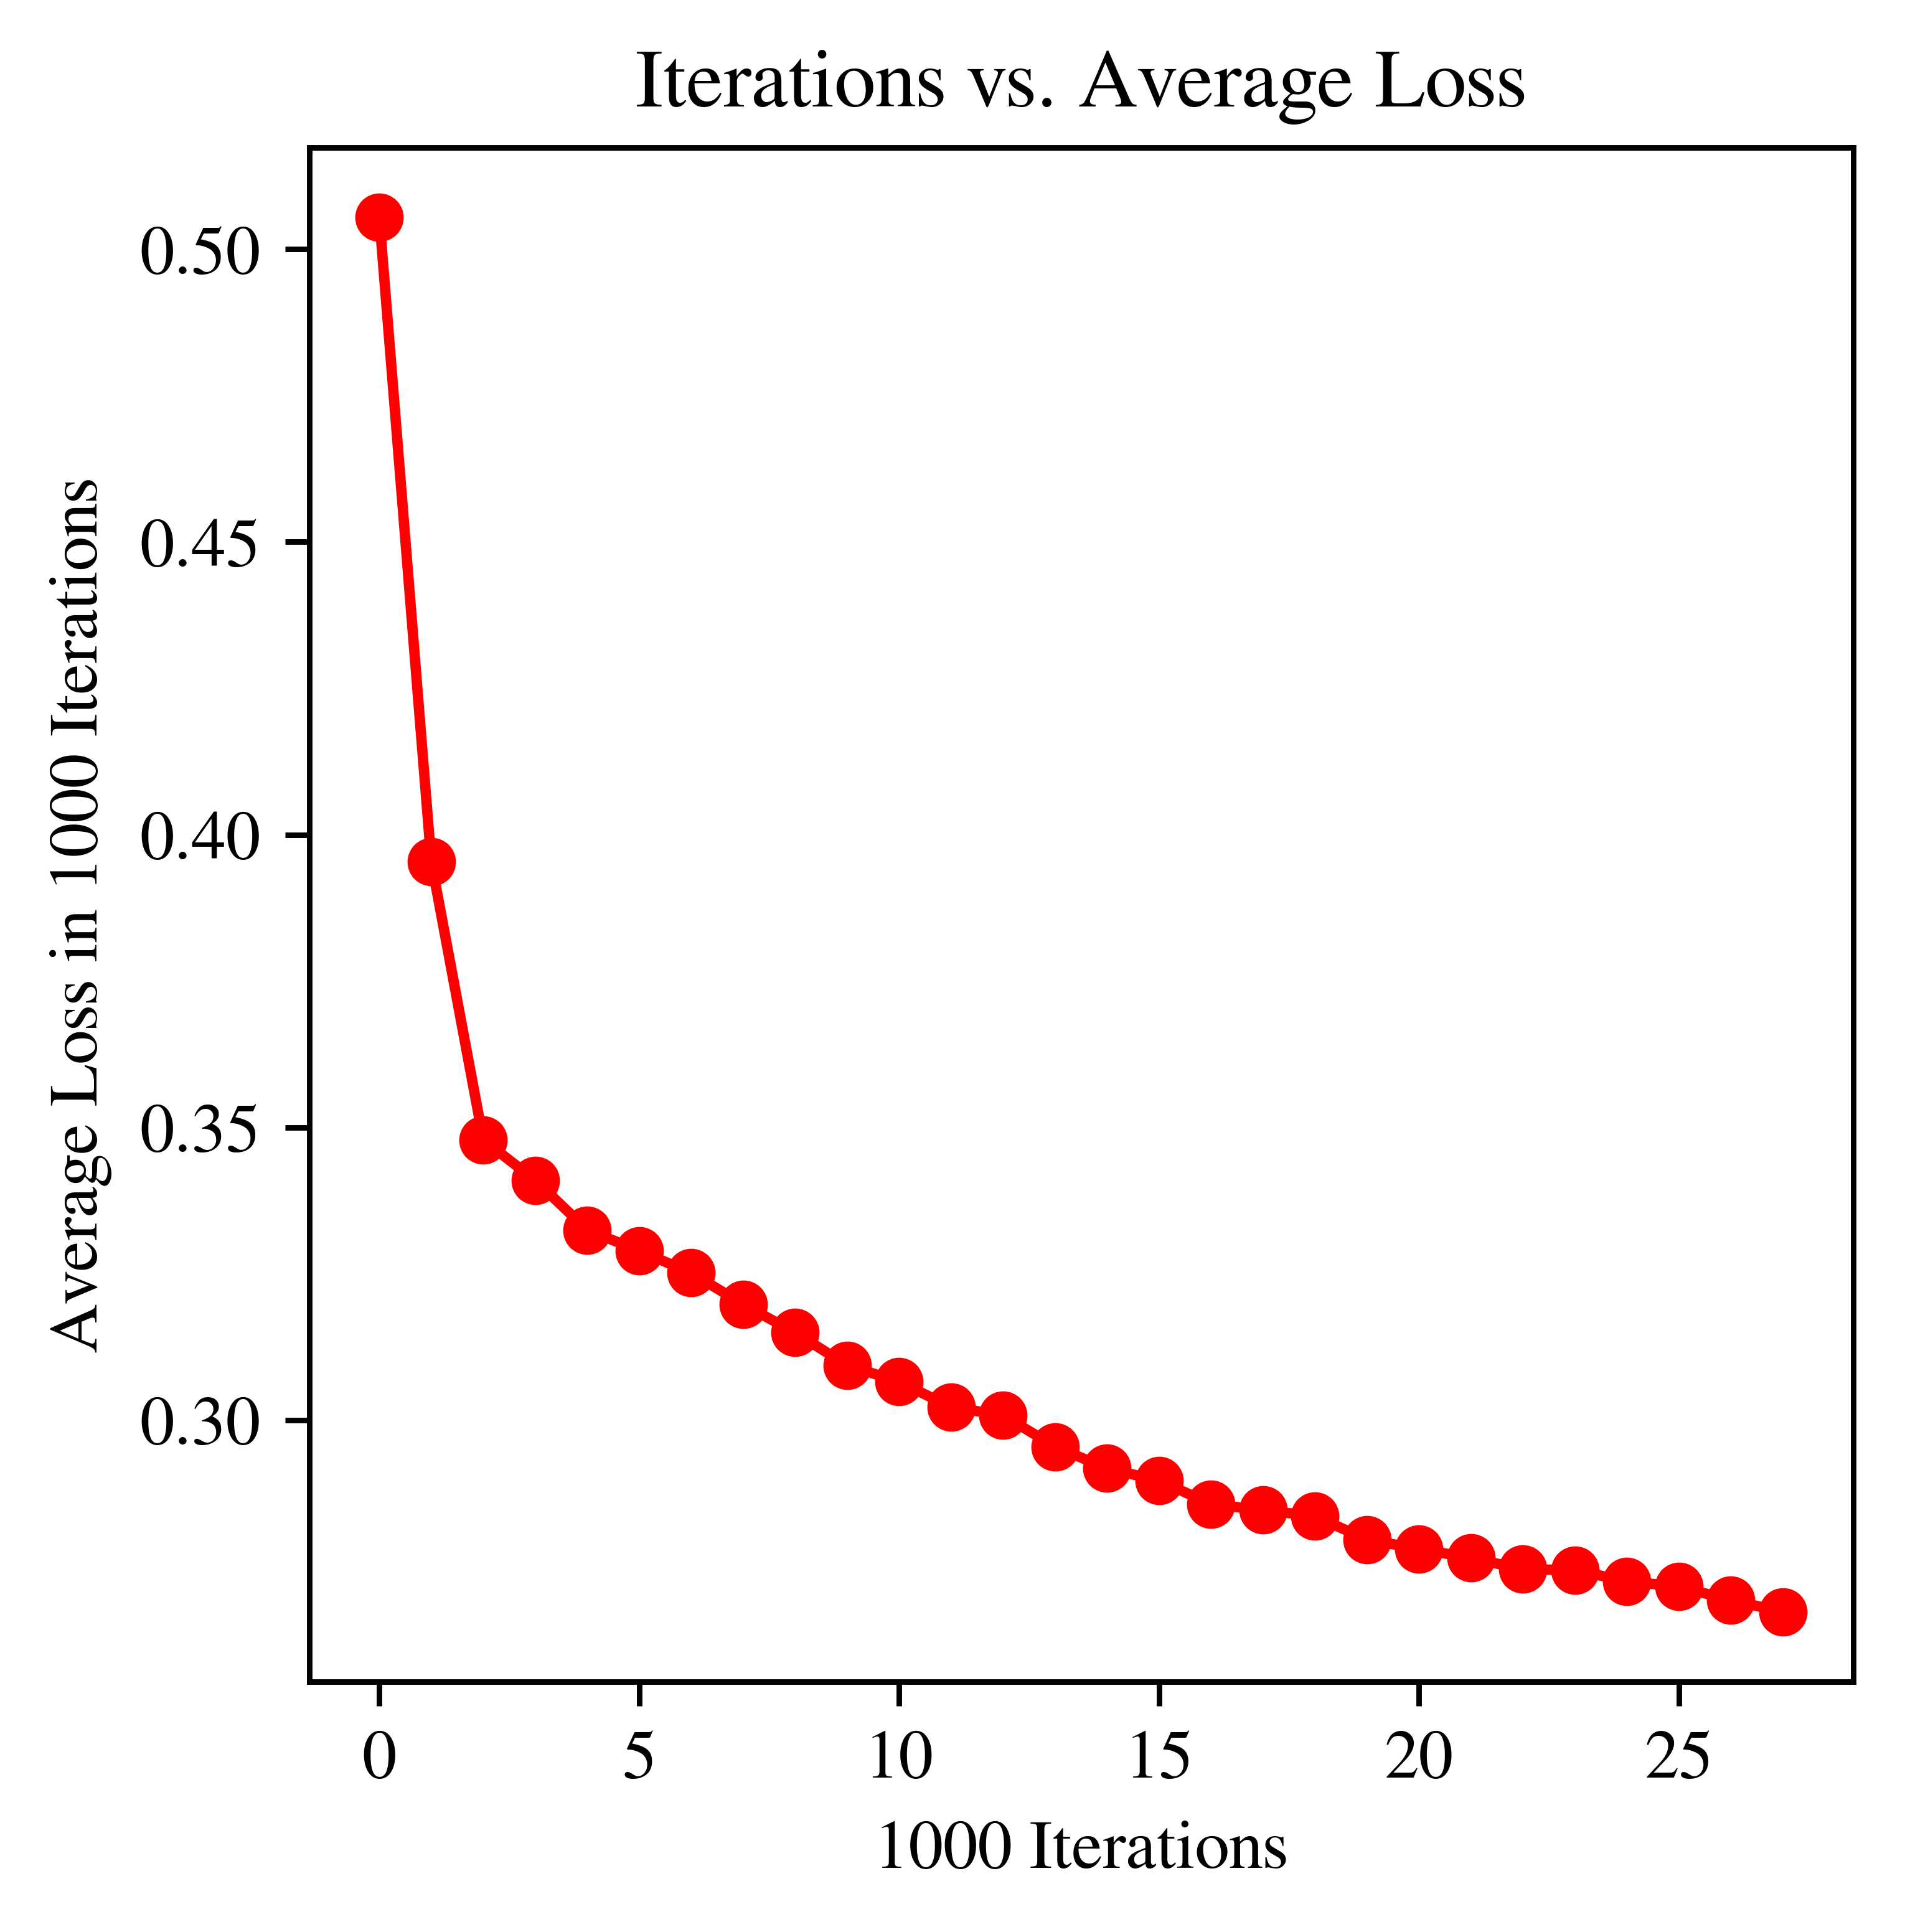 Iterations vs. Average Loss
Average Loss in 1000 Iterations
0.50
0.45
0.40
0.35
0.30
0 5 10 15 20 25
1000 Iterations